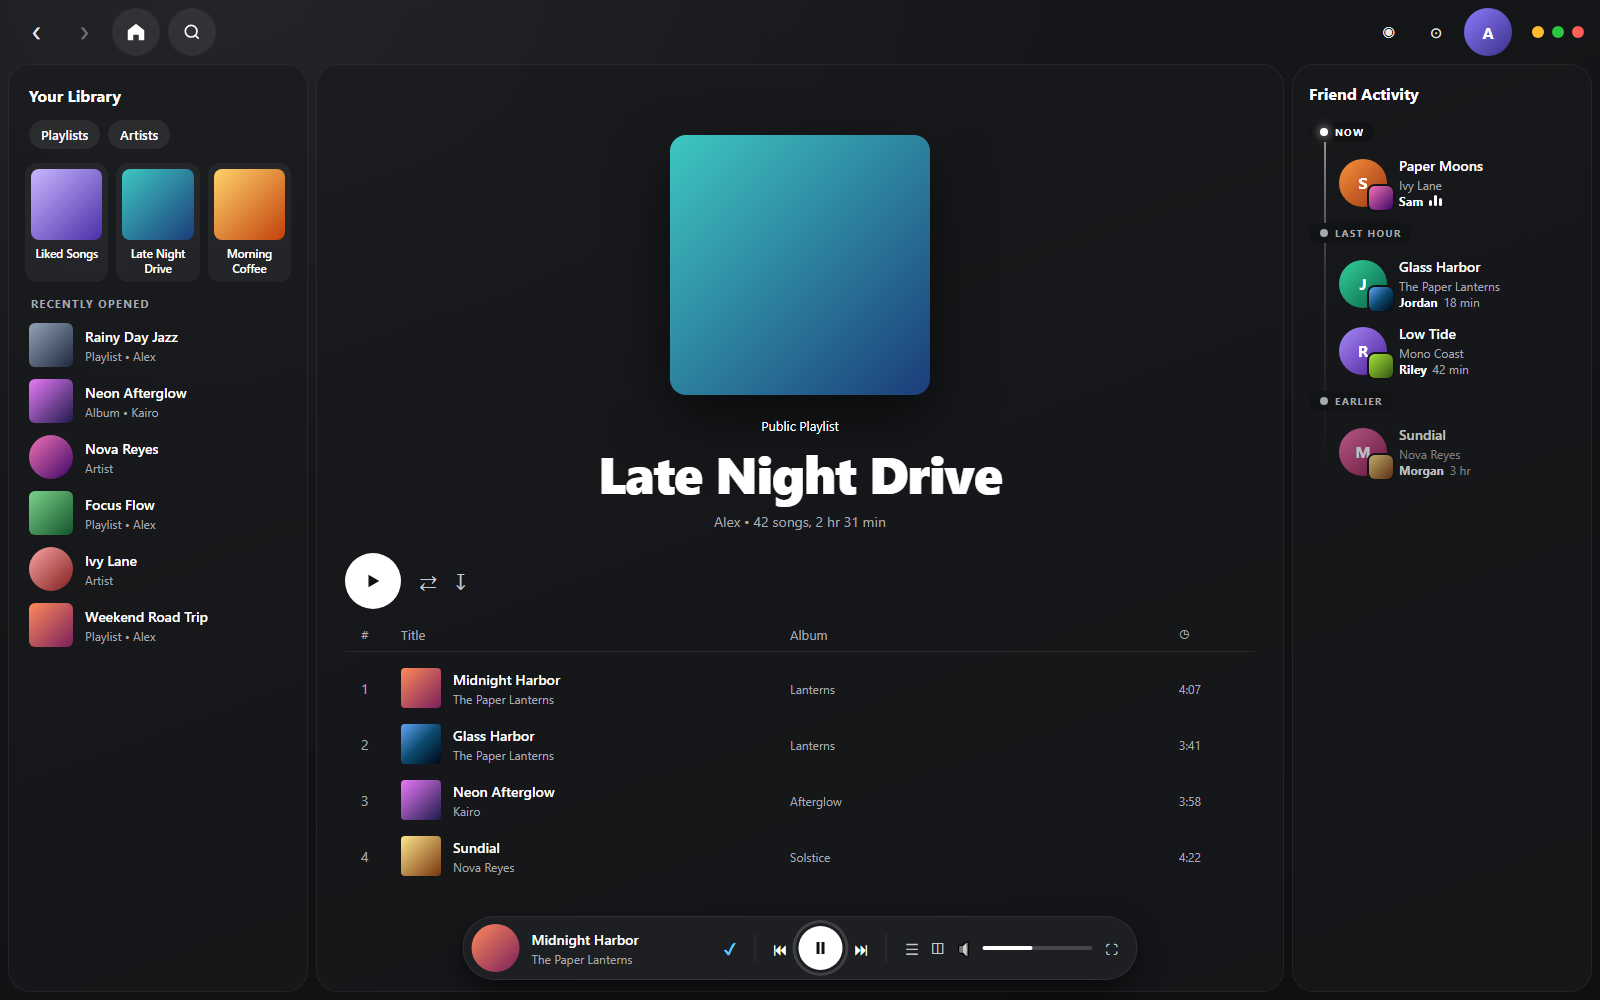 A
Your Library
Playlists
Artists
Liked Songs
Late Night
Drive
Morning
Coffee
RECENTLY OPENED
Rainy Day Jazz
Playlist • Alex
Neon Afterglow
Album • Kairo
Nova Reyes
Artist
Focus Flow
Playlist • Alex
Ivy Lane
Artist
Weekend Road Trip
Playlist • Alex
Public Playlist
Late Night Drive
Alex • 42 songs, 2 hr 31 min
# Title Album
1 Midnight Harbor Lanterns 4:07
The Paper Lanterns
2 Glass Harbor Lanterns 3:41
The Paper Lanterns
3 Neon Afterglow Afterglow 3:58
Kairo
4 Sundial Solstice 4:22
Nova Reyes
Midnight Harbor
The Paper Lanterns
Friend Activity
NOW
S
Paper Moons
Ivy Lane
Sam
LAST HOUR
J
Glass Harbor
The Paper Lanterns
Jordan 18 min
R
Low Tide
Mono Coast
Riley 42 min
EARLIER
M
Sundial
Nova Reyes
Morgan 3 hr